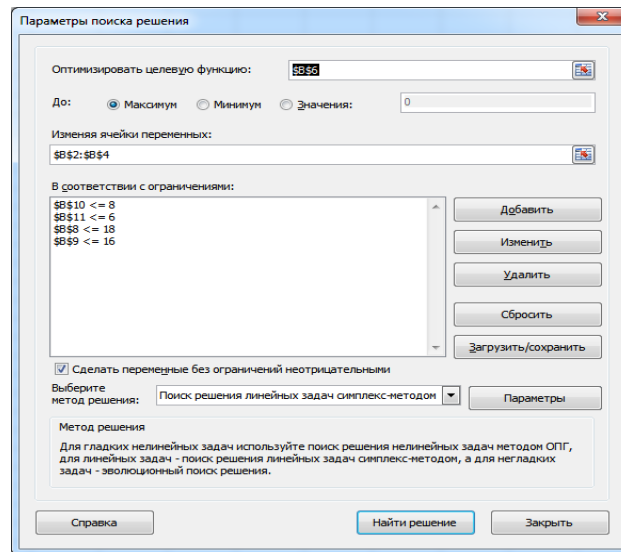 Параметры поиска решения
Оптимизировать целевую функцию: $B$6
До: Максимум Минимум Значения: 0
Изменяя ячейки переменных:
$B$2:$B$4
В соответствии с ограничениями:
$B$10 <= 8
$B$11 <= 6
$B$8 <= 18
$B$9 <= 16
Добавить
Изменить
Удалить
Сбросить
Загрузить/сохранить
Сделать переменные без ограничений неотрицательными
Выберите
метод решения: Поиск решения линейных задач симплекс-методом Параметры
Метод решения
Для гладких нелинейных задач используйте поиск решения нелинейных задач методом ОПГ,
для линейных задач - поиск решения линейных задач симплекс-методом, а для негладких
задач - эволюционный поиск решения.
Справка Найти решение Закрыть